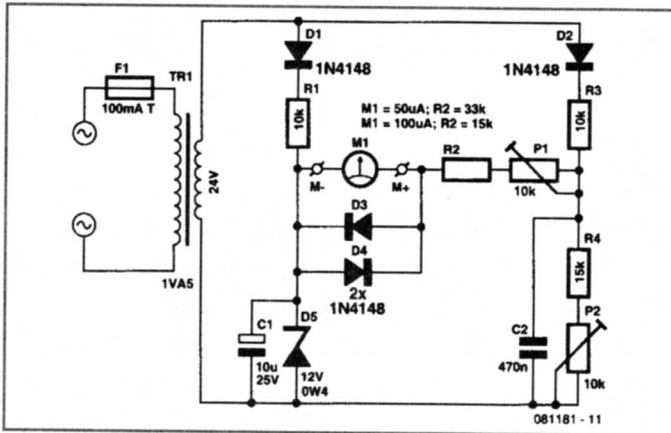 D1
D2
F1
TR1
1N4148
1N4148
100mA T
R1
R3
10k
10k
M1 = 50uA; R2 = 33k
M1 = 100uA; R2 = 15k
M1
R2
P1
24V
M-
M+
10k
D3
R4
D4
15k
2x
1N4148
1VA5
P2
C1
D5
C2
10u
25V
12V
0W4
470n
10k
081181 - 11